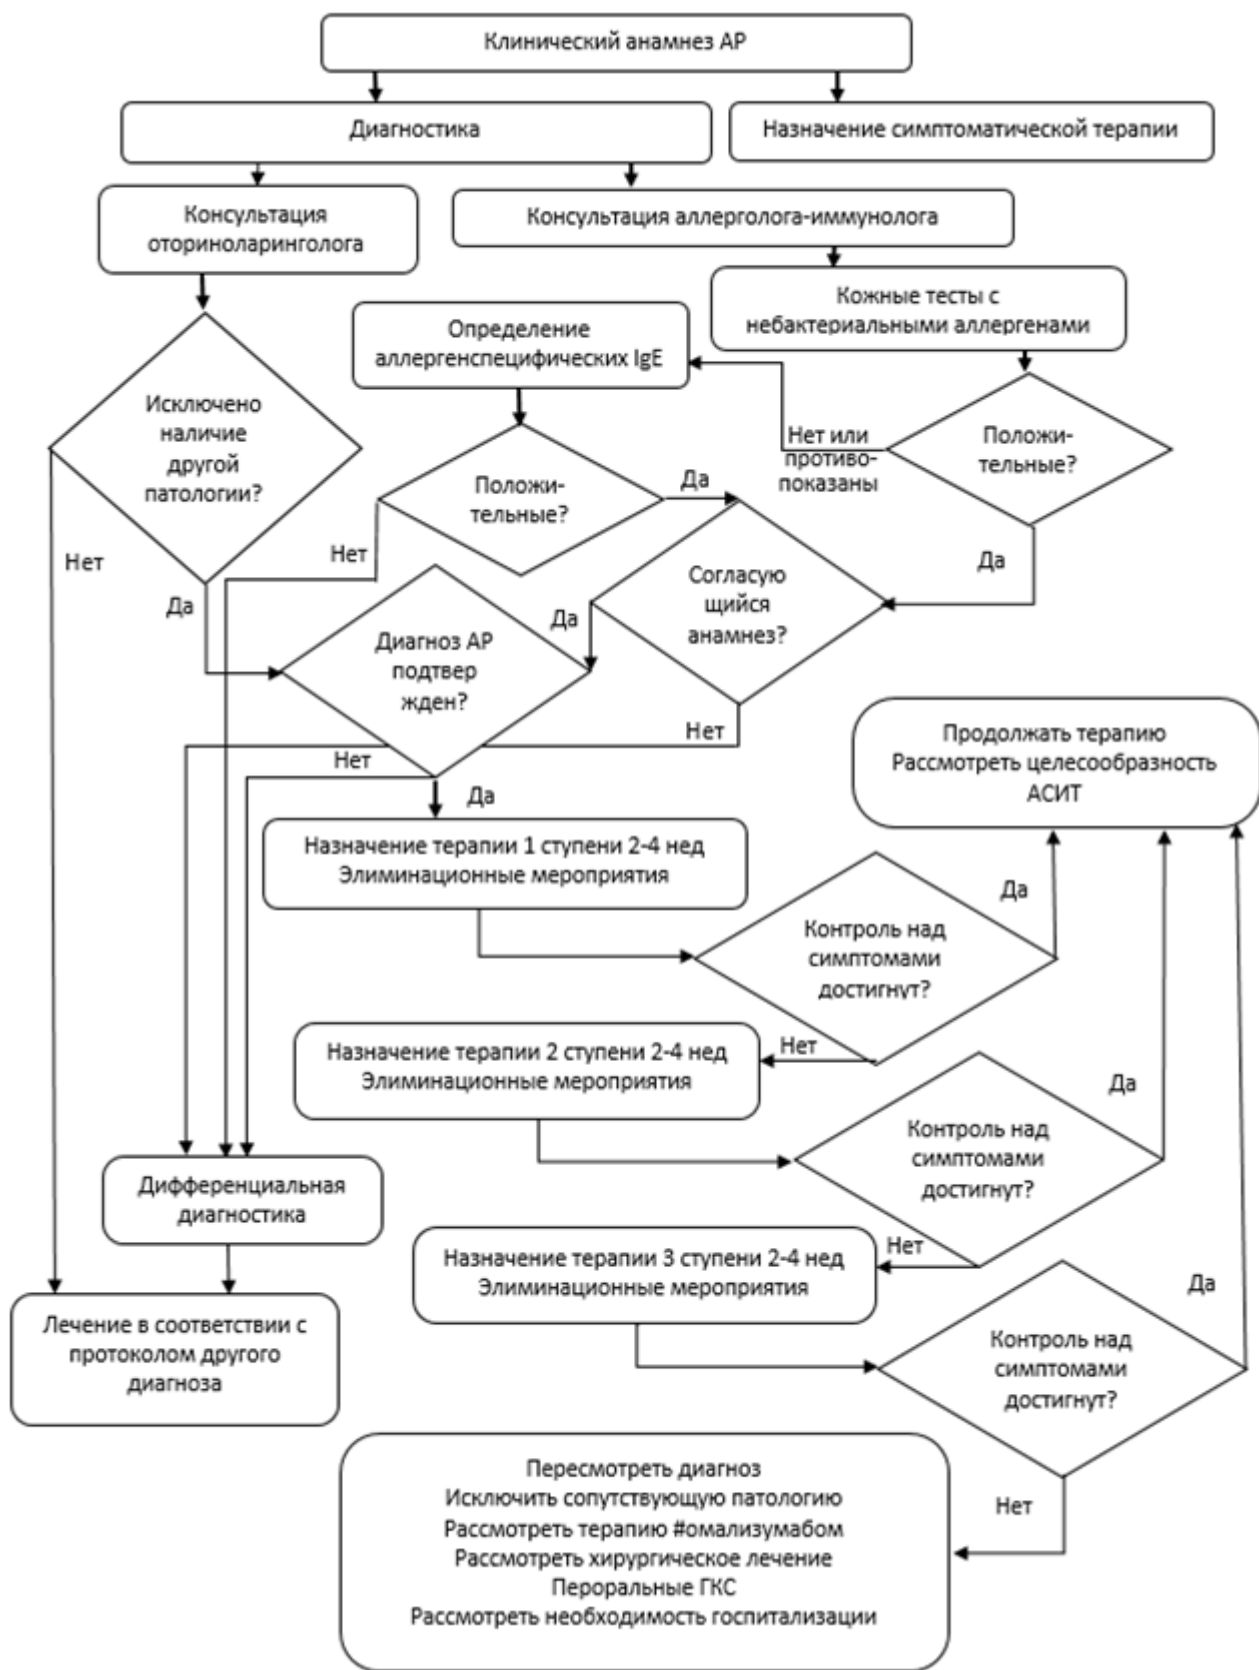 Клинический анамнез АР
Диагностика
Назначение симптоматической терапии
Консультация
оториноларинголога
Консультация аллерголога-иммунолога
Кожные тесты с
небактериальными аллергенами
Определение
аллергенспецифических IgE
Исключено
наличие
другой
патологии?
Нет или
противо-
показаны
Положи-
тельные?
Положи-
тельные?
Да
Нет
Нет
Да
Да
Согласую
щийся
анамнез?
Да
Диагноз АР
подтвер
жден?
Нет
Нет
Да
Продолжать терапию
Рассмотреть целесообразность
АСИТ
Назначение терапии 1 ступени 2-4 нед
Элиминационные мероприятия
Да
Контроль над
симптомами
достигнут?
Нет
Назначение терапии 2 ступени 2-4 нед
Элиминационные мероприятия
Да
Контроль над
симптомами
достигнут?
Дифференциальная
диагностика
Нет
Назначение терапии 3 ступени 2-4 нед
Элиминационные мероприятия
Да
Лечение в соответствии с
протоколом другого
диагноза
Контроль над
симптомами
достигнут?
Нет
Пересмотреть диагноз
Исключить сопутствующую патологию
Рассмотреть терапию #омализумабом
Рассмотреть хирургическое лечение
Пероральные ГКС
Рассмотреть необходимость госпитализации